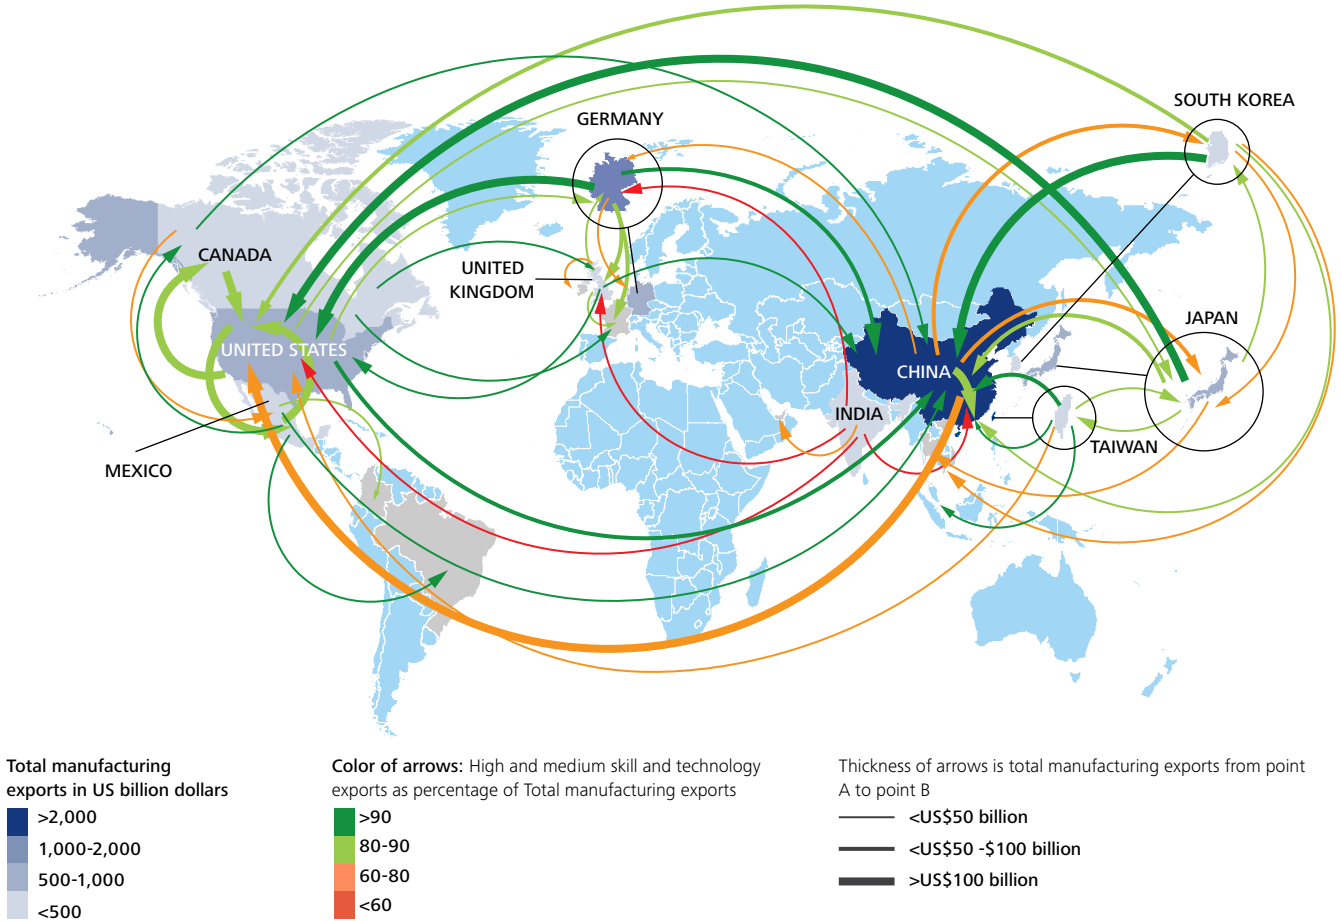 SOUTH KOREA
GERMANY
CANADA
UNITED
KINGDOM
JAPAN
UNITED STATES
CHINA
INDIA
TAIWAN
MEXICO
Total manufacturing
exports in US billion dollars
>2,000
1,000-2,000
500-1,000
<500
Color of arrows: High and medium skill and technology
exports as percentage of Total manufacturing exports
>90
80-90
60-80
<60
Thickness of arrows is total manufacturing exports from point
A to point B
<US$50 billion
<US$50 -$100 billion
>US$100 billion